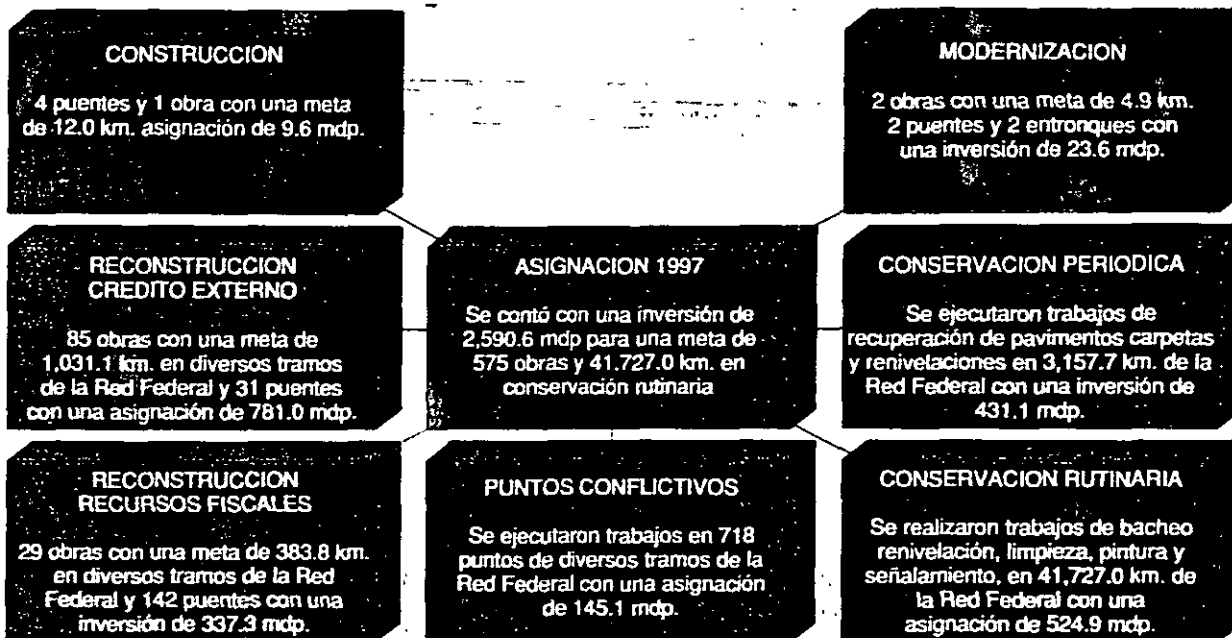 CONSTRUCCION
4 puentes y 1 obra con una meta
de 12.0 km. asignación de 9.6 mdp.
MODERNIZACION
2 obras con una meta de 4.9 km.
2 puentes y 2 entronques con
una inversión de 23.6 mdp.
RECONSTRUCCION
CREDITO EXTERNO
85 obras con una meta de
1,031.1 km. en diversos tramos
de la Red Federal y 31 puentes
con una asignación de 781.0 mdp.
ASIGNACION 1997
Se contó con una inversión de
2,590.6 mdp para una meta de
575 obras y 41,727.0 km. en
conservación rutinaria
CONSERVACION PERIODICA
Se ejecutaron trabajos de
recuperación de pavimentos carpetas
y renivelaciones en 3,157.7 km. de la
Red Federal con una inversión de
431.1 mdp.
RECONSTRUCCION
RECURSOS FISCALES
29 obras con una meta de 383.8 km.
en diversos tramos de la Red
Federal y 142 puentes con una
inversión de 337.3 mdp.
PUNTOS CONFLICTIVOS
Se ejecutaron trabajos en 718
puntos de diversos tramos de la
Red Federal con una asignación
de 145.1 mdp.
CONSERVACION RUTINARIA
Se realizaron trabajos de bacheo
renivelación, limpieza, pintura y
señalamiento, en 41,727.0 km. de
la Red Federal con una
asignación de 524.9 mdp.